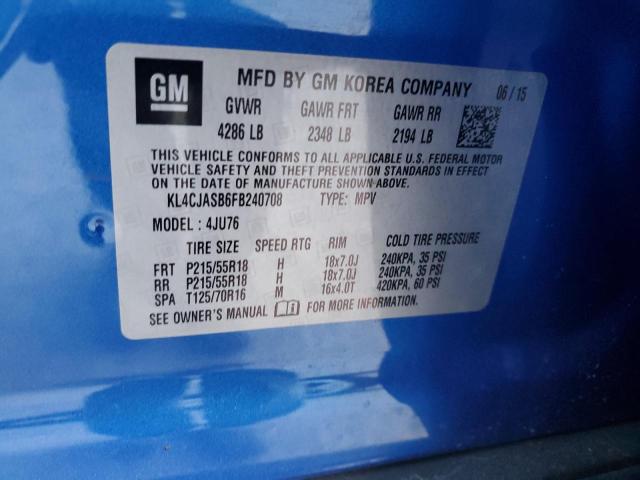 GM
MFD BY GM KOREA COMPANY 06 / 15
GVWR GAWR FRT GAWR RR
4286 LB 2348 LB 2194 LB
THIS VEHICLE CONFORMS TO ALL APPLICABLE U.S. FEDERAL MOTOR
VEHICLE SAFETY AND THEFT PREVENTION STANDARDS IN EFFECT
ON THE DATE OF MANUFACTURE SHOWN ABOVE.
KL4CJASB6FB240708 TYPE: MPV
MODEL : 4JU76
TIRE SIZE SPEED RTG RIM COLD TIRE PRESSURE
FRT P215/55R18 H 18x7.0J 240KPA, 35 PSI
RR P215/55R18 H 18x7.0J 240KPA, 35 PSI
SPA T125/70R16 M 16x4.0T 420KPA, 60 PSI
SEE OWNER'S MANUAL FOR MORE INFORMATION.